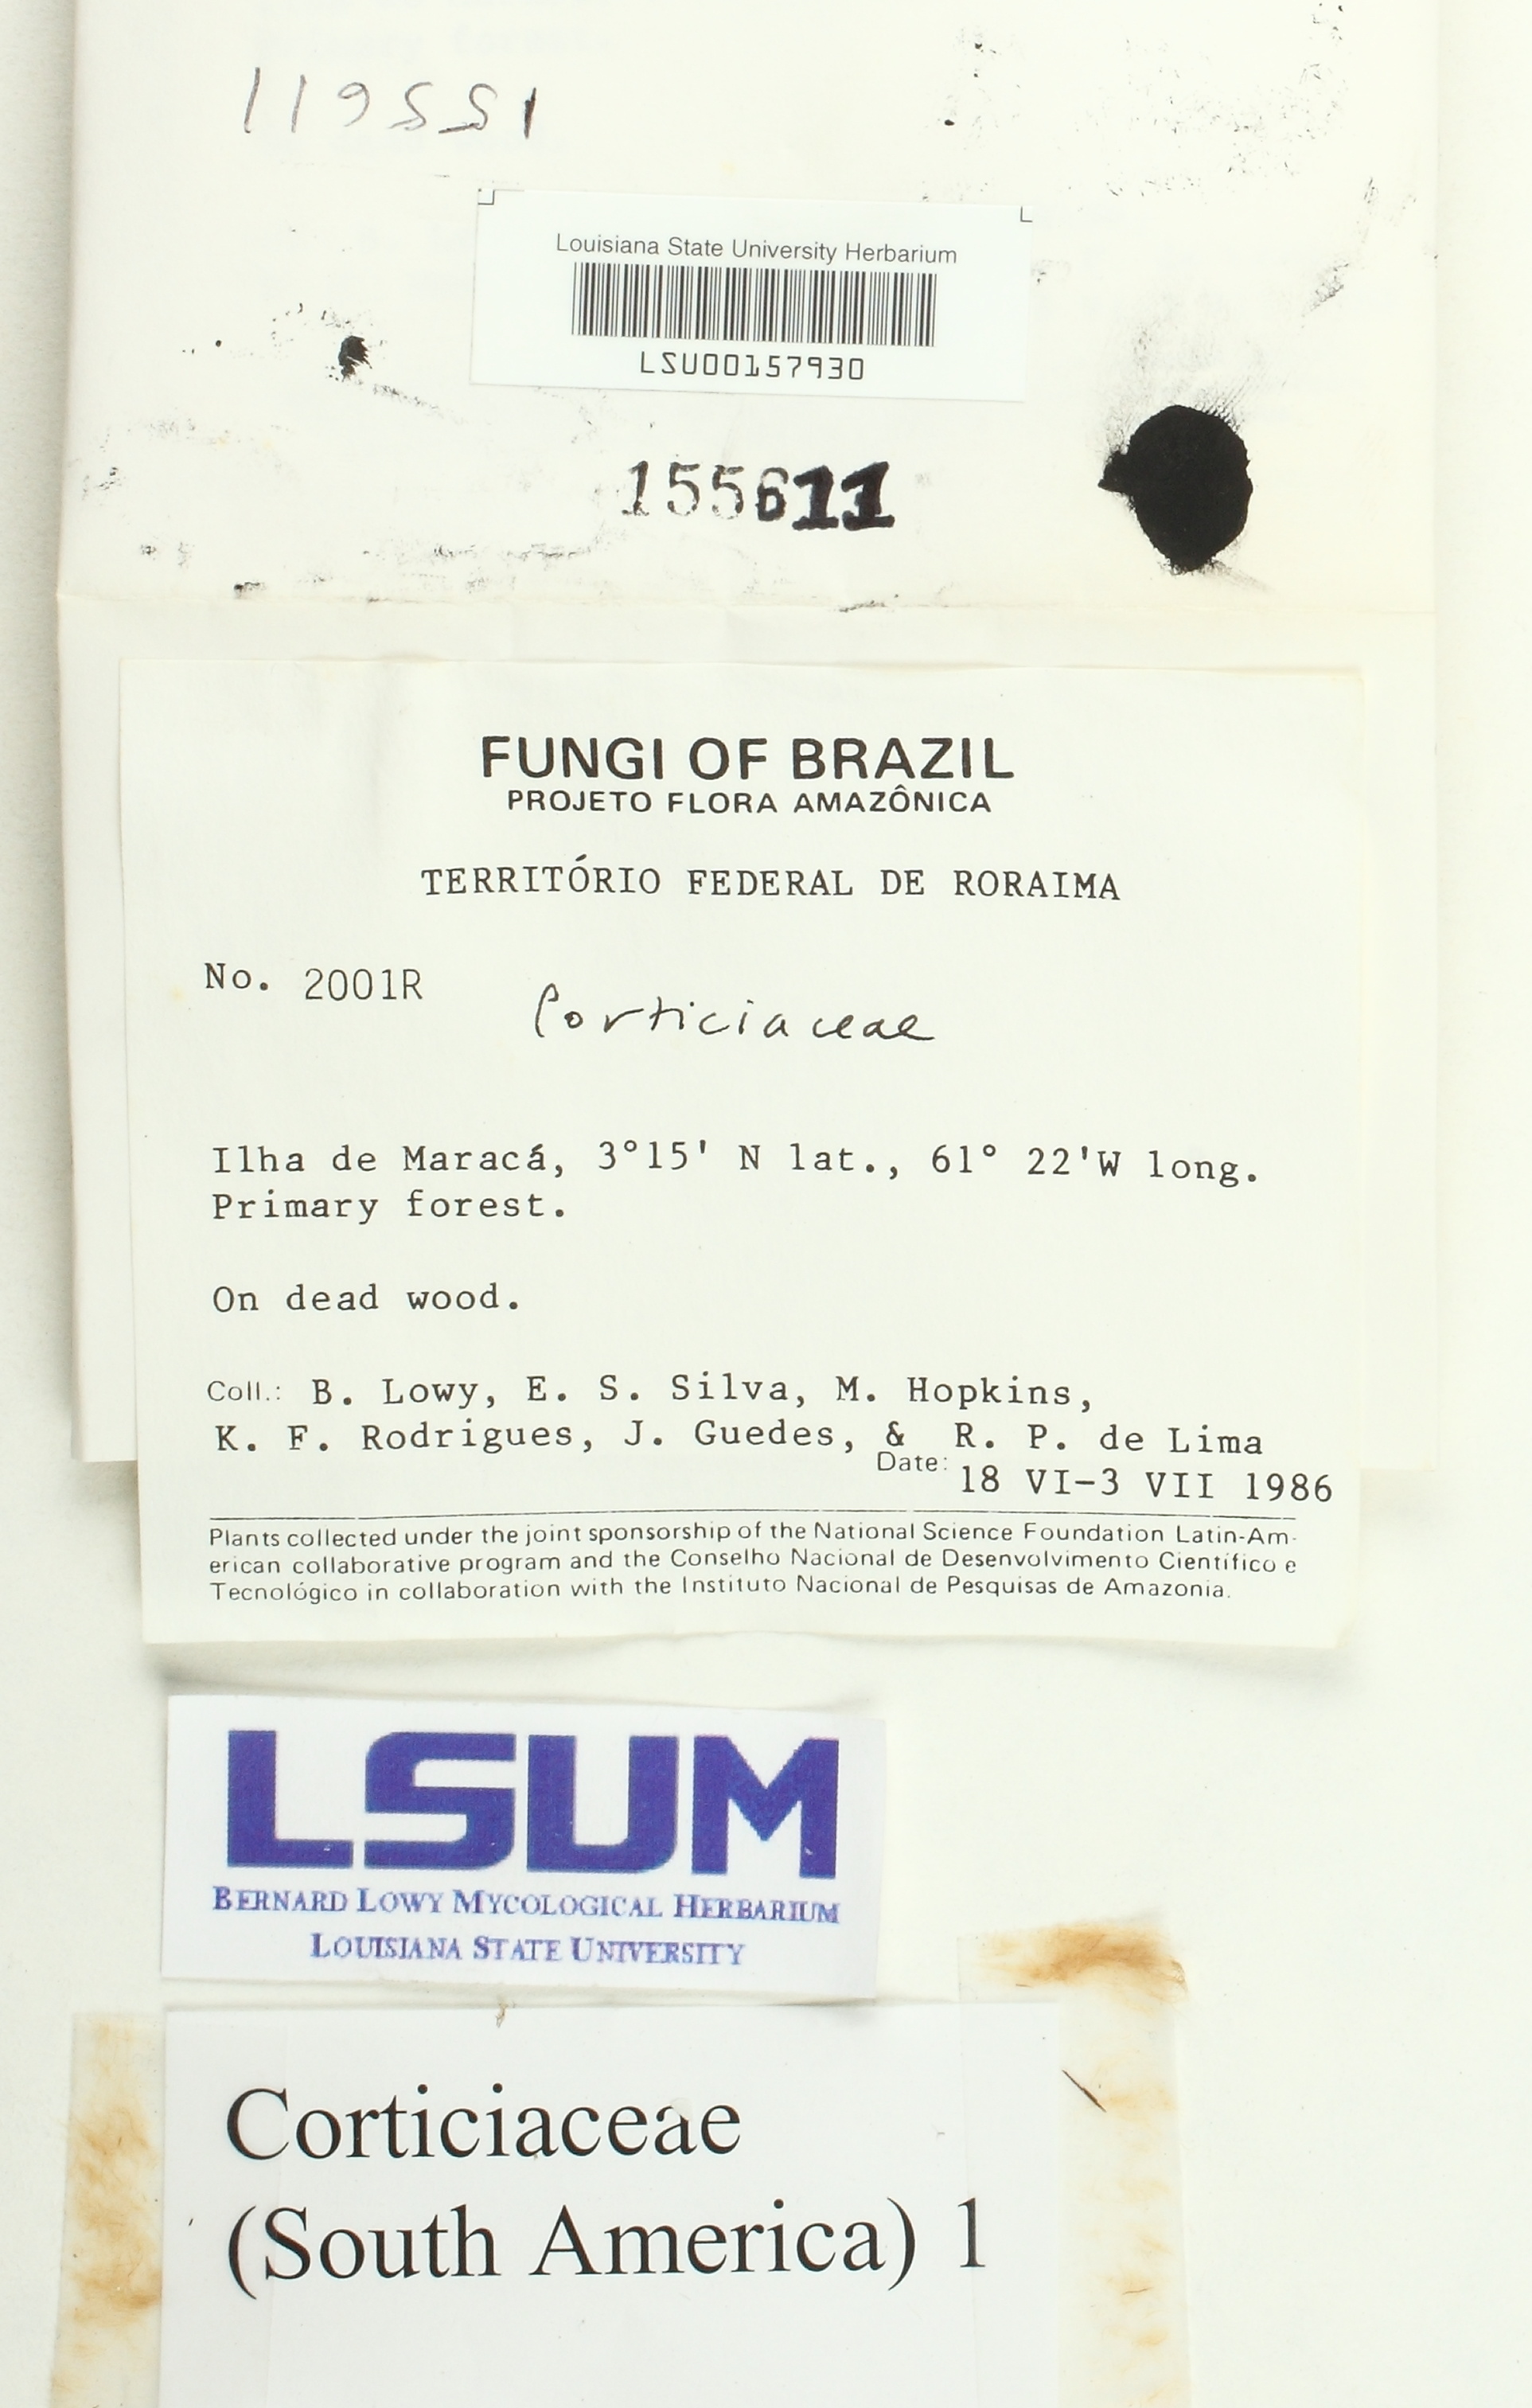 155611
Louisiana State University Herbarium
LSU00157930
155611
FUNGI OF BRAZIL
PROJETO FLORA AMAZÔNICA
TERRITÓRIO FEDERAL DE RORAIMA
No. 2001R Corticiaceae
Ilha de Maracá, 3°15' N lat., 61° 22'W long.
Primary forest.
On dead wood.
Coll.: B. Lowy, E. S. Silva, M. Hopkins,
K. F. Rodrigues, J. Guedes, & R. P. de Lima
Date: 18 VI-3 VII 1986
Plants collected under the joint sponsorship of the National Science Foundation Latin-Am-
erican collaborative program and the Conselho Nacional de Desenvolvimento Científico e
Tecnológico in collaboration with the Instituto Nacional de Pesquisas de Amazonia.
LSUM
BERNARD LOWY MYCOLOGICAL HERBARIUM
LOUISIANA STATE UNIVERSITY
Corticiaceae
(South America) 1